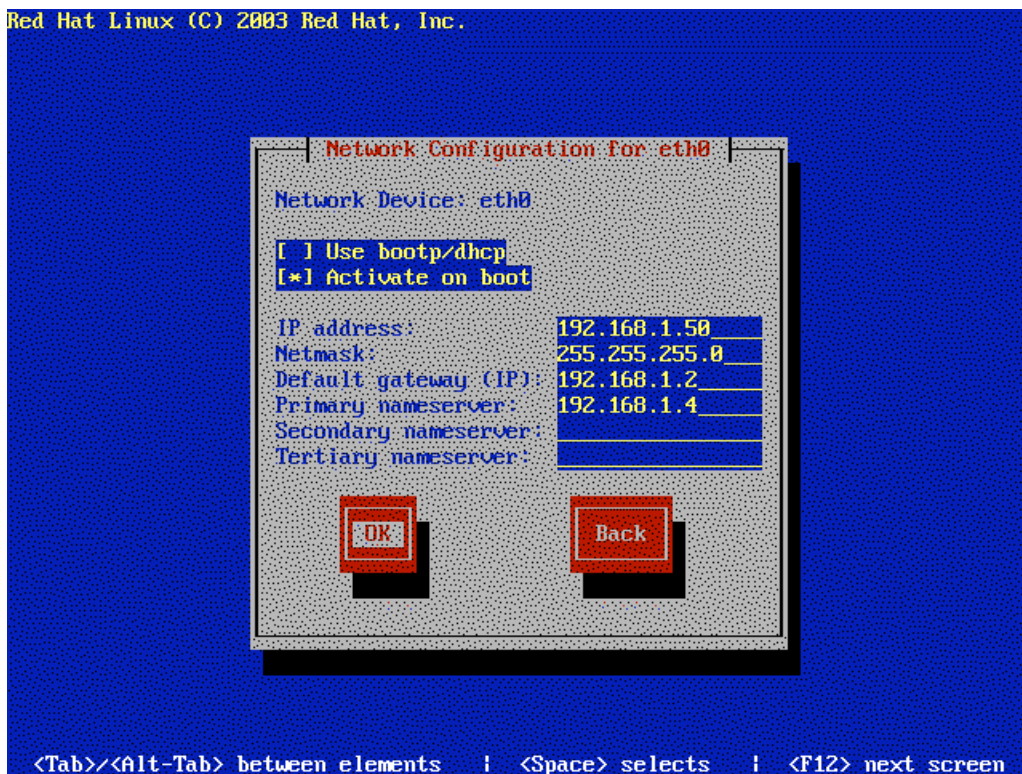 Red Hat Linux (C) 2003 Red Hat, Inc.
Network Configuration for eth0
Network Device: eth0
[ ] Use bootp/dhcp
[*] Activate on boot
IP address: 192.168.1.50
Netmask: 255.255.255.0
Default gateway (IP): 192.168.1.2
Primary nameserver: 192.168.1.4
Secondary nameserver:
Tertiary nameserver:
OK Back
<Tab>/<Alt-Tab> between elements | <Space> selects | <F12> next screen